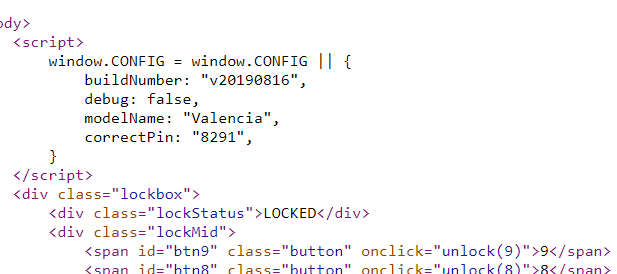 ody>
<script>
window.CONFIG = window.CONFIG || {
buildNumber: "v20190816",
debug: false,
modelName: "Valencia",
correctPin: "8291",
}
</script>
<div class="lockbox">
<div class="lockStatus">LOCKED</div>
<div class="lockMid">
<span id="btn9" class="button" onclick="unlock(9)">9</span>
<span id="btn8" class="button" onclick="unlock(8)">8</span>